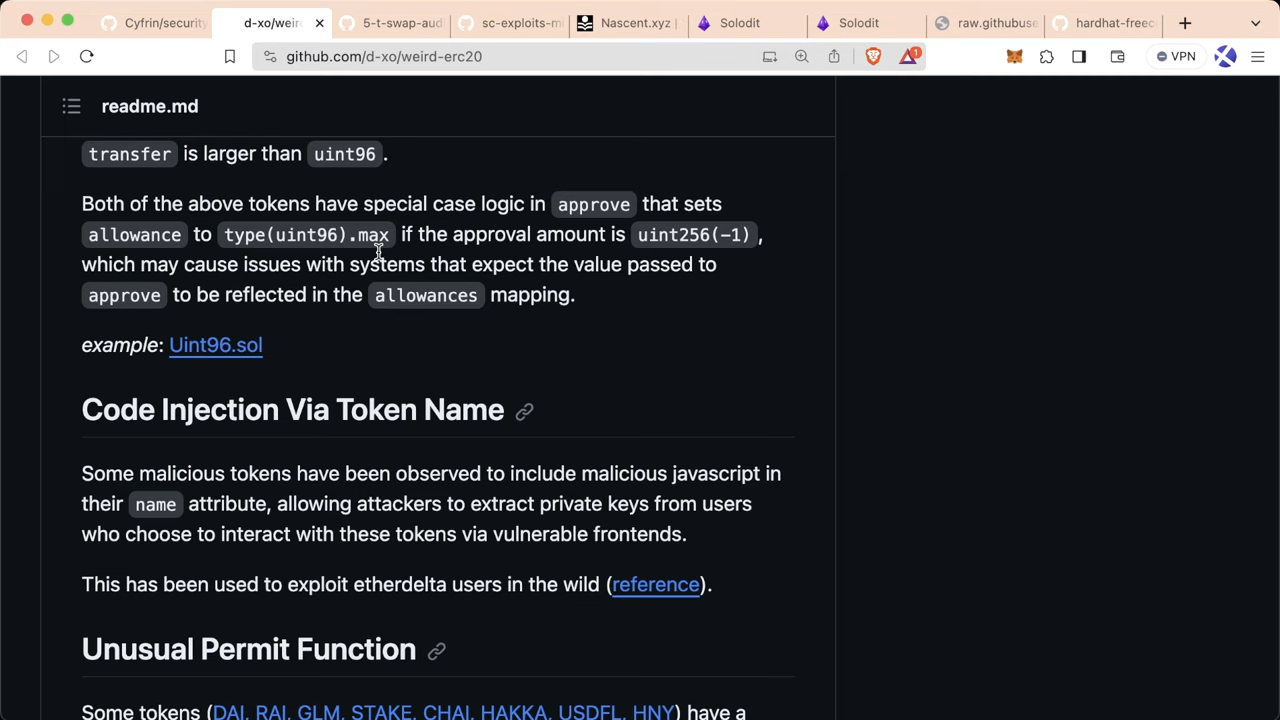 Cyfrin/security
d-xo/weir
5-t-swap-aud
sc-exploits-mi
Nascent.xyz |
Solodit
Solodit
raw.githubuse
hardhat-freec
github.com/d-xo/weird-erc20
1
VPN
readme.md
transfer is larger than uint96 .
Both of the above tokens have special case logic in approve that sets
allowance to type(uint96).max if the approval amount is uint256(-1) ,
which may cause issues with systems that expect the value passed to
approve to be reflected in the allowances mapping.
example: Uint96.sol
Code Injection Via Token Name
Some malicious tokens have been observed to include malicious javascript in
their name attribute, allowing attackers to extract private keys from users
who choose to interact with these tokens via vulnerable frontends.
This has been used to exploit etherdelta users in the wild (reference).
Unusual Permit Function
Some tokens (DAI, RAI, GLM, STAKE, CHAI, HAKKA, USDFL, HNY) have a